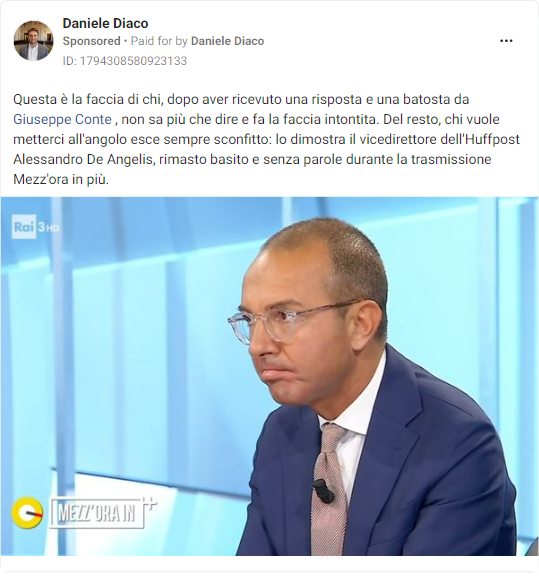 Daniele Diaco
Sponsored • Paid for by Daniele Diaco
ID: 1794308580923133
Questa è la faccia di chi, dopo aver ricevuto una risposta e una batosta da
Giuseppe Conte , non sa più che dire e fa la faccia intontita. Del resto, chi vuole
metterci all'angolo esce sempre sconfitto: lo dimostra il vicedirettore dell'Huffpost
Alessandro De Angelis, rimasto basito e senza parole durante la trasmissione
Mezz'ora in più.
Rai 3HD
MEZZ'ORA IN +